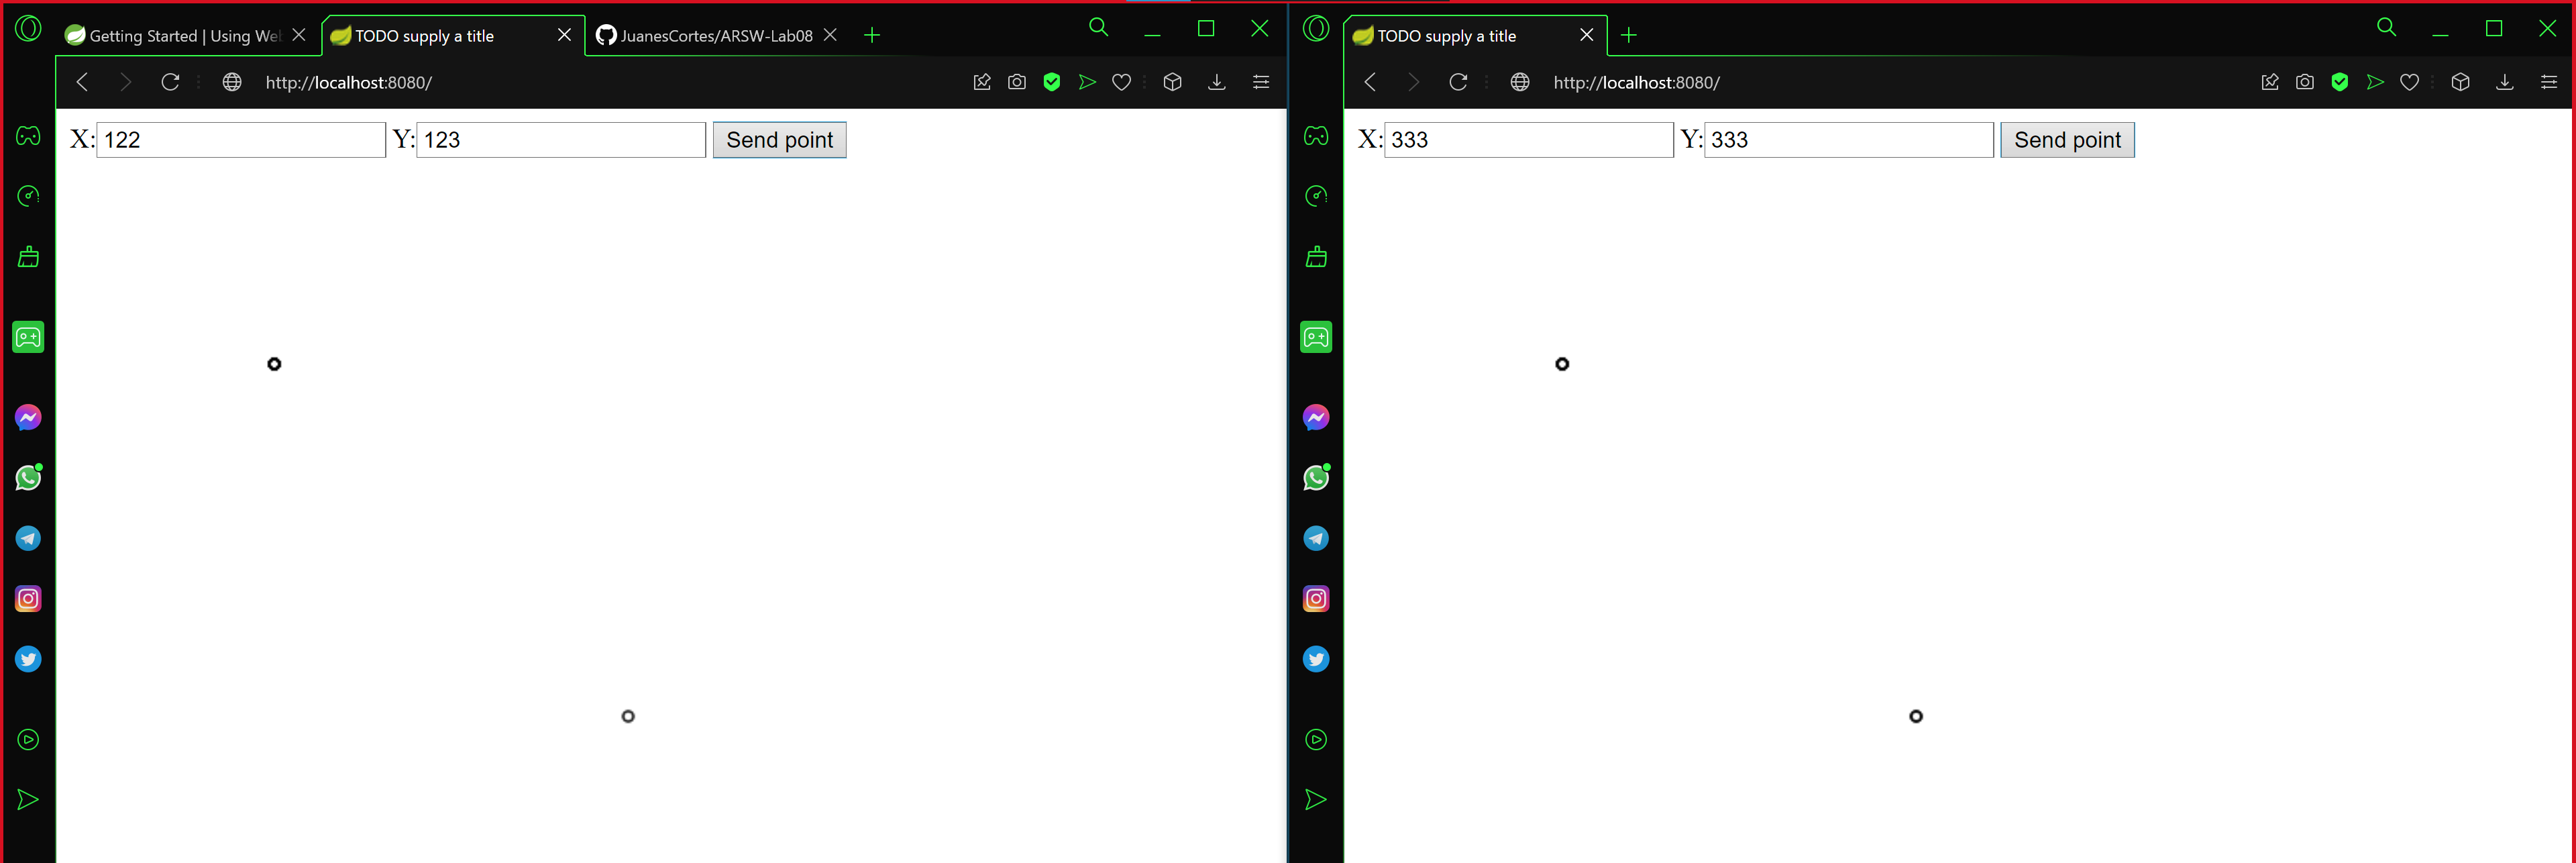 Getting Started | Using Web
TODO supply a title
JuanesCortes/ARSW-Lab08
http://localhost:8080/
X: 122 Y: 123 Send point
TODO supply a title
http://localhost:8080/
X: 333 Y: 333 Send point